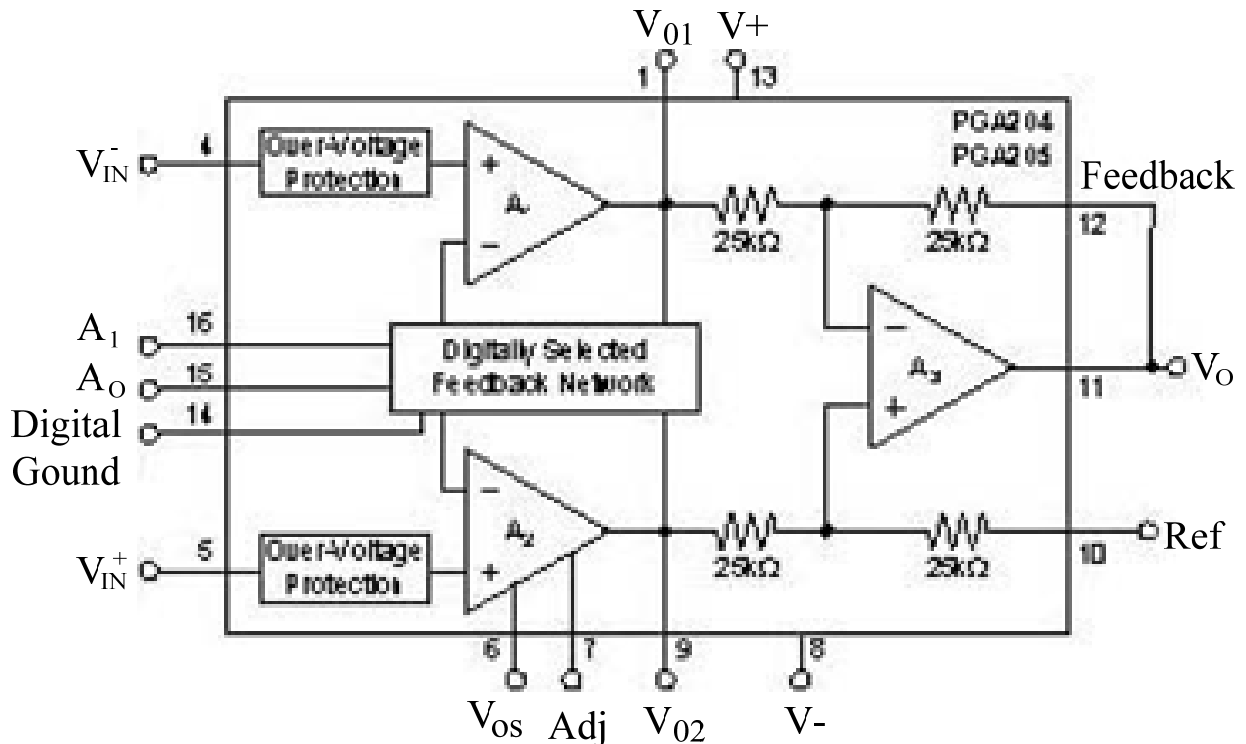 V01 V+
1 13
PGA204
PGA205
4 Over-Voltage
Protection
V-IN
+
A1
−
25kΩ 25kΩ
Feedback
12
A1 16
AO 15
Digital 14
Gound
Digitally Selected
Feedback Network
−
A3
+
11 VO
−
A2
+
V+IN 5
Over-Voltage
Protection
25kΩ 25kΩ
10 Ref
6 7 9 8
VOS Adj V02 V-